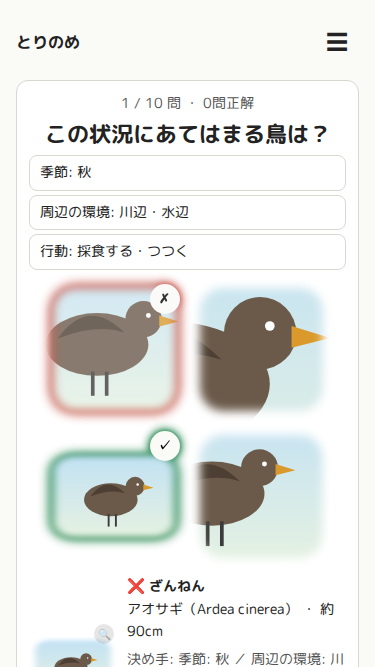 とりのめ
1 / 10 問 · 0問正解
この状況にあてはまる鳥は？
季節: 秋
周辺の環境: 川辺・水辺
行動: 採食する・つつく
✗
✓
❌ ざんねん
アオサギ（Ardea cinerea） ・ 約
90cm
決め手: 季節: 秋 ／ 周辺の環境: 川